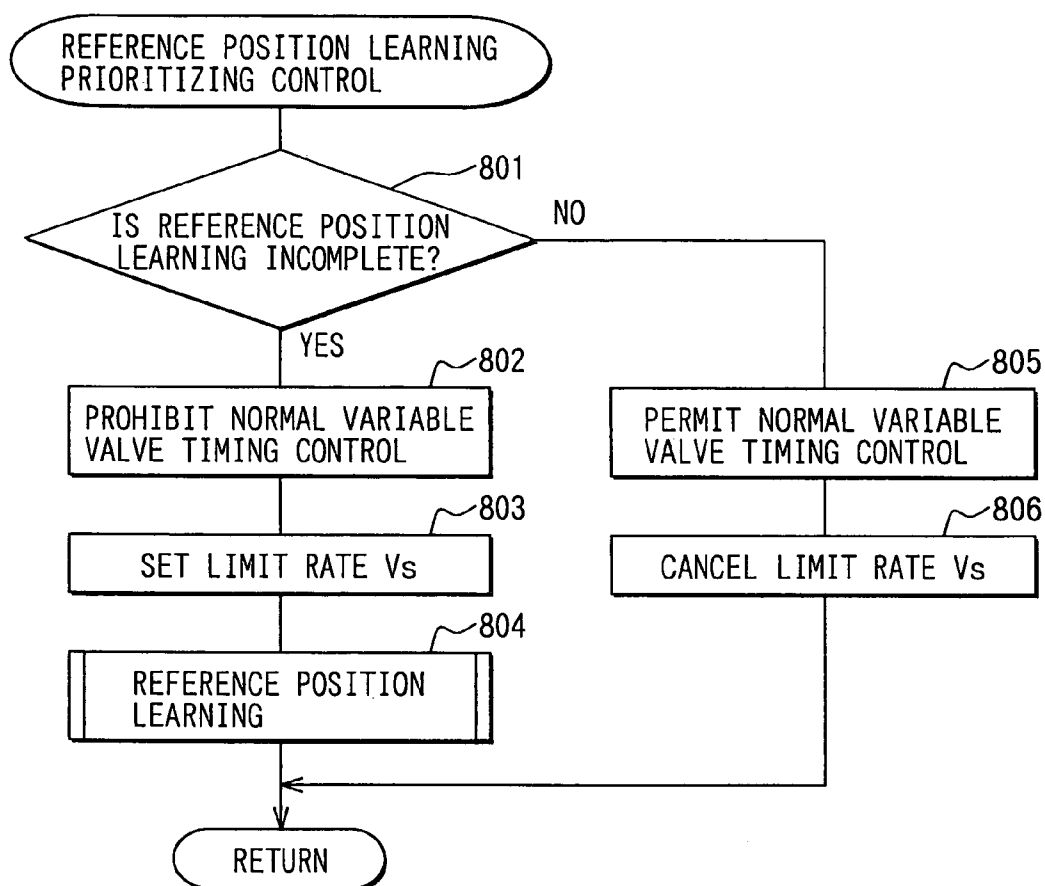 REFERENCE POSITION LEARNING
PRIORITIZING CONTROL
801
IS REFERENCE POSITION
LEARNING INCOMPLETE?
NO
YES
802
PROHIBIT NORMAL VARIABLE
VALVE TIMING CONTROL
803
SET LIMIT RATE Vs
804
REFERENCE POSITION
LEARNING
805
PERMIT NORMAL VARIABLE
VALVE TIMING CONTROL
806
CANCEL LIMIT RATE Vs
RETURN